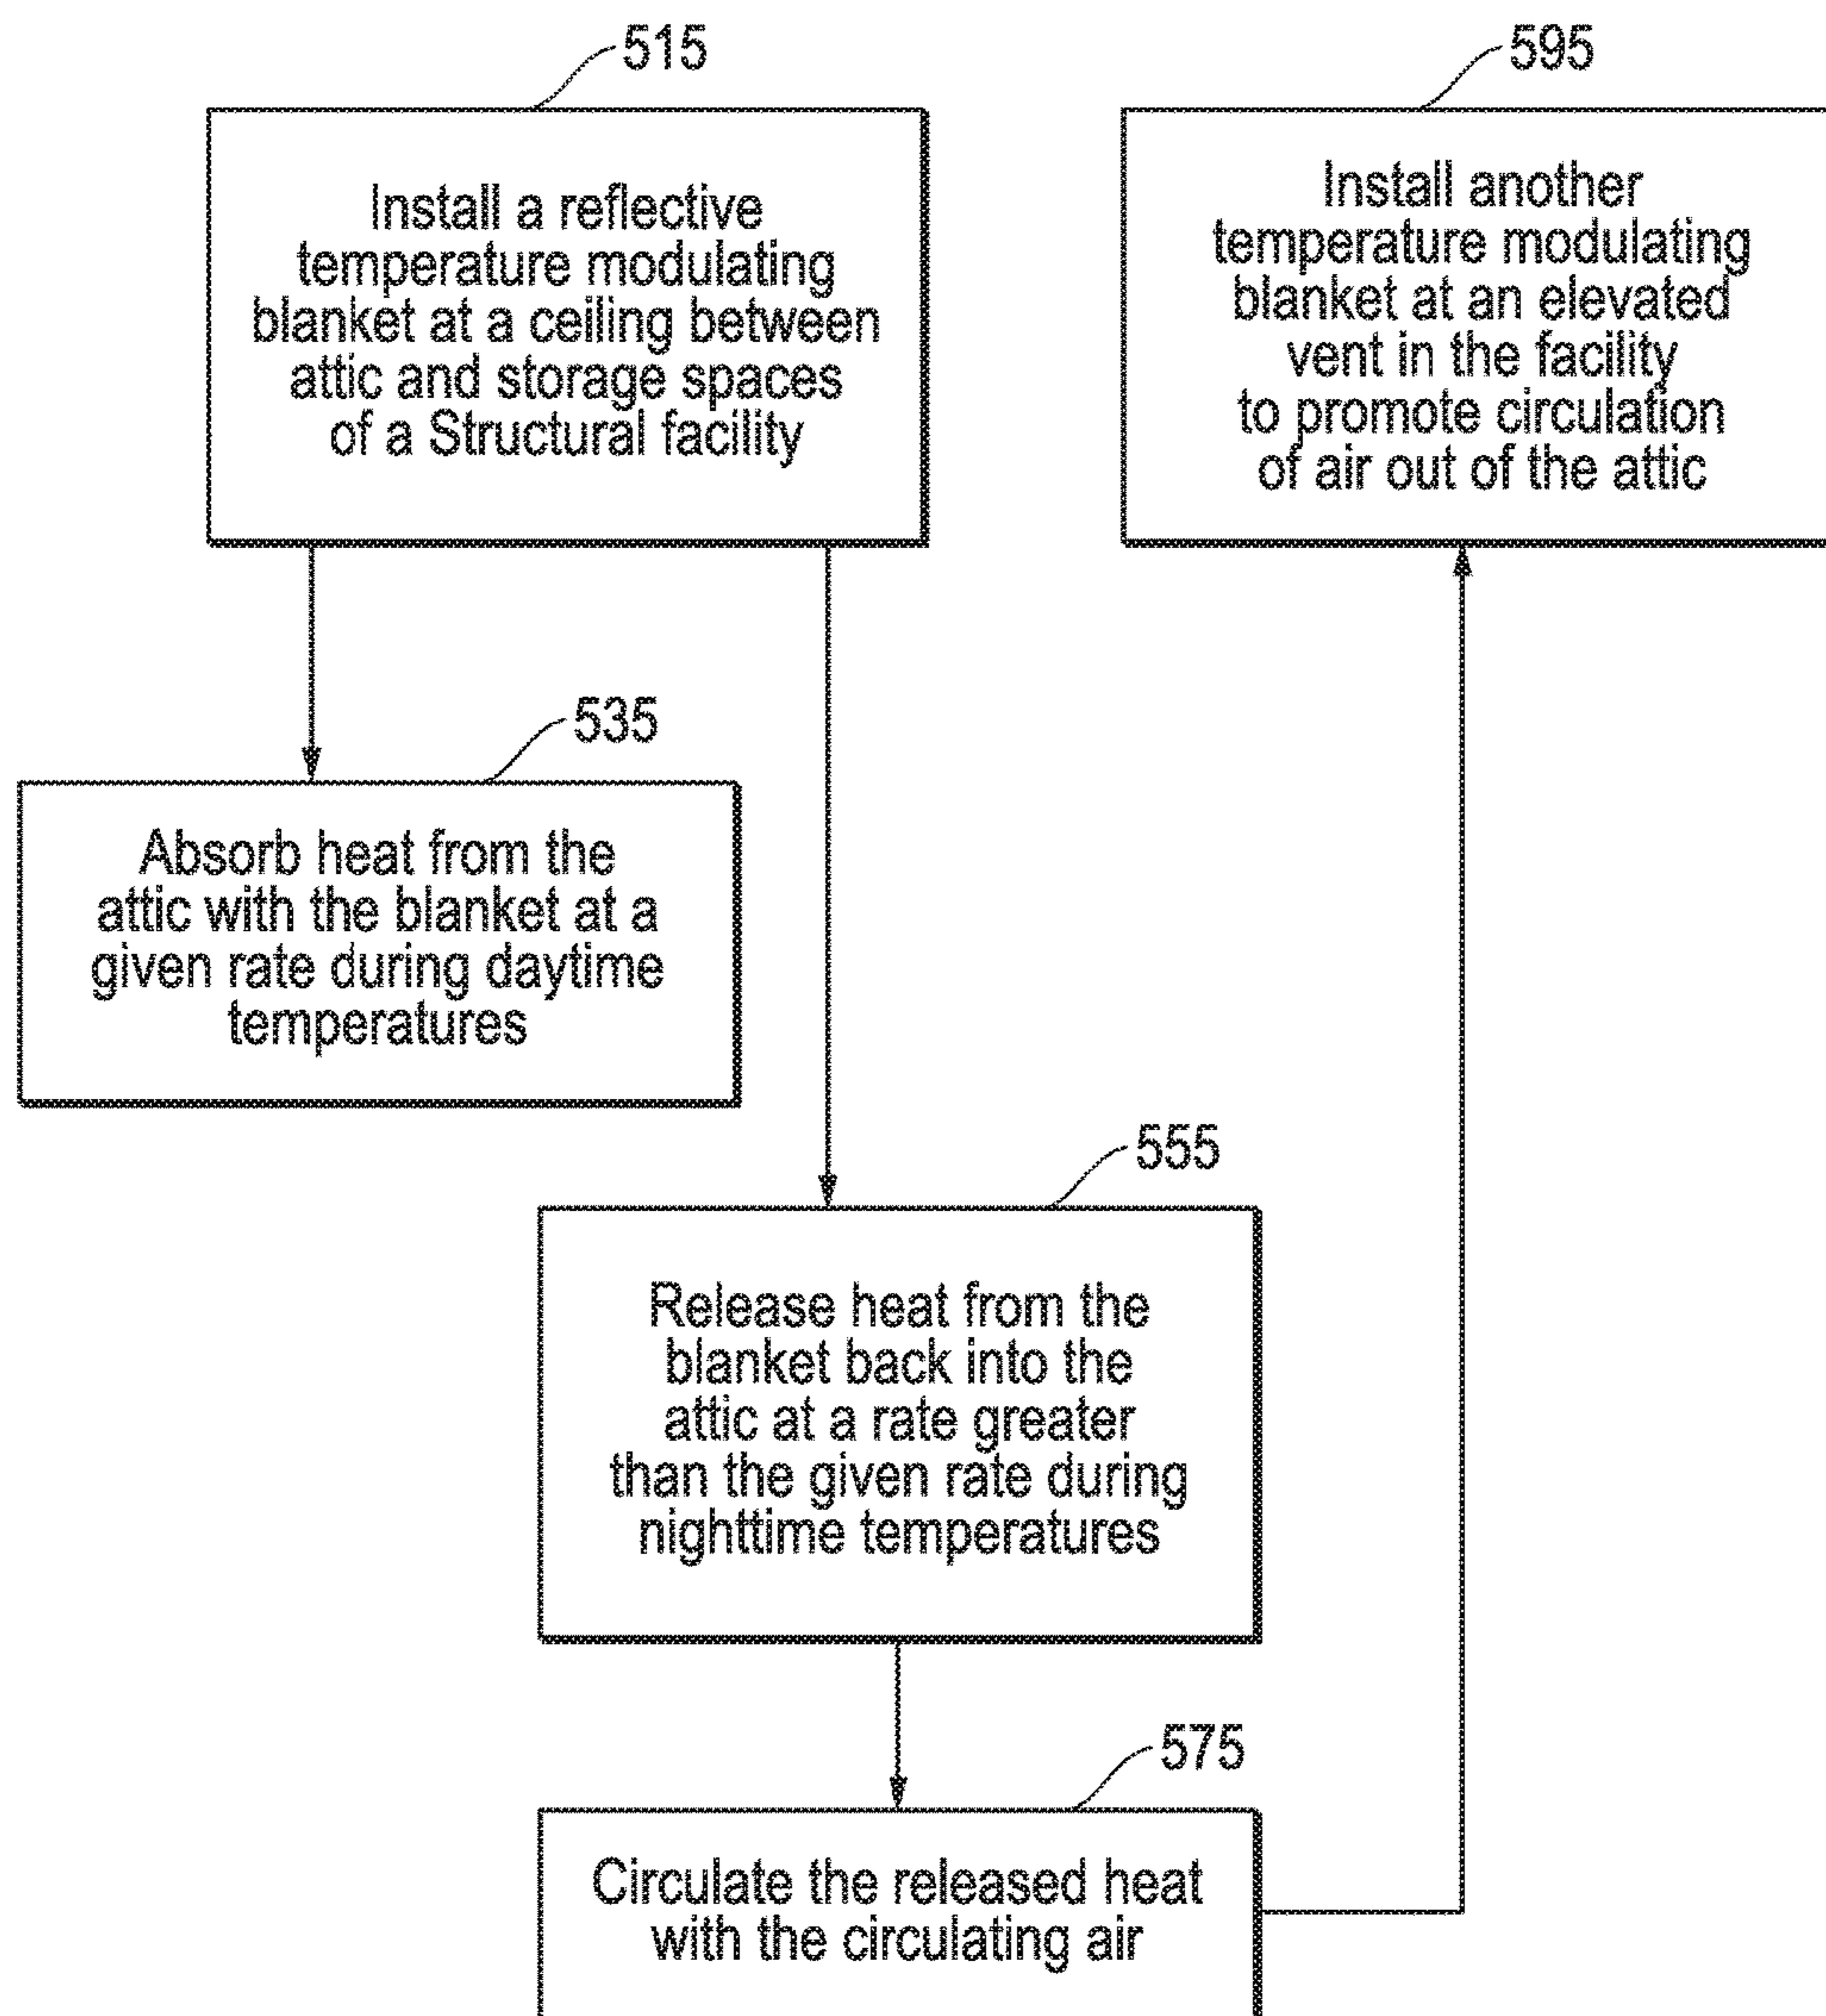 515
Install a reflective
temperature modulating
blanket at a ceiling between
attic and storage spaces
of a Structural facility
595
Install another
temperature modulating
blanket at an elevated
vent in the facility
to promote circulation
of air out of the attic
535
Absorb heat from the
attic with the blanket at a
given rate during daytime
temperatures
555
Release heat from the
blanket back into the
attic at a rate greater
than the given rate during
nighttime temperatures
575
Circulate the released heat
with the circulating air